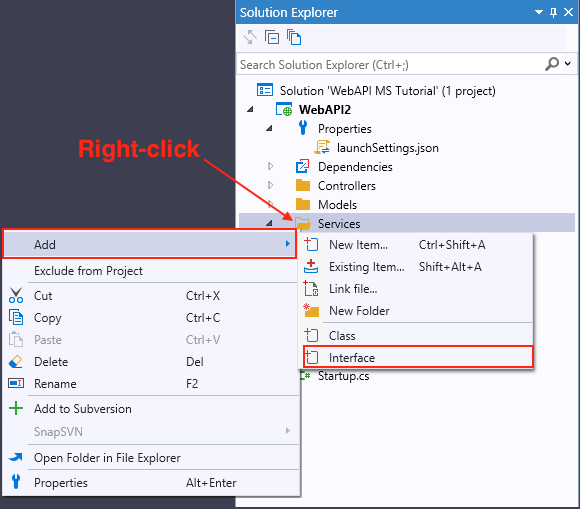 Solution Explorer
Search Solution Explorer (Ctrl+;)
Solution 'WebAPI MS Tutorial' (1 project)
WebAPI2
Properties
launchSettings.json
Dependencies
Controllers
Models
Services
Right-click
Add
Exclude from Project
Cut Ctrl+X
Copy Ctrl+C
Paste Ctrl+V
Delete Del
Rename F2
Add to Subversion
SnapSVN
Open Folder in File Explorer
Properties Alt+Enter
New Item... Ctrl+Shift+A
Existing Item... Shift+Alt+A
Link file...
New Folder
Class
Interface
Startup.cs